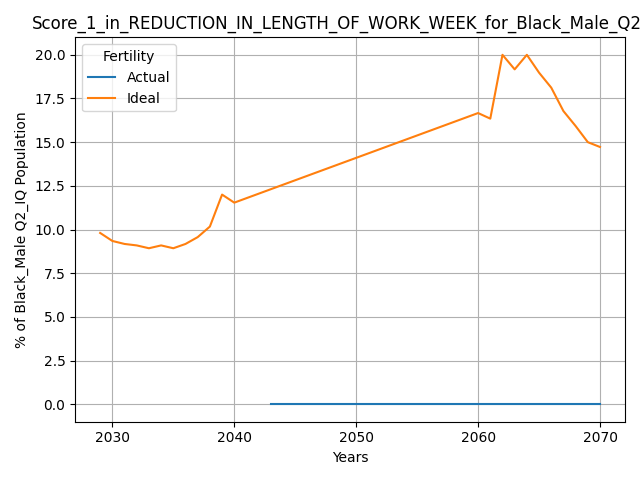 Score_1_in_REDUCTION_IN_LENGTH_OF_WORK_WEEK_for_Black_Male_Q2
Fertility
Actual
Ideal
% of Black_Male Q2_IQ Population
20.0
17.5
15.0
12.5
10.0
7.5
5.0
2.5
0.0
2030 2040 2050 2060 2070
Years